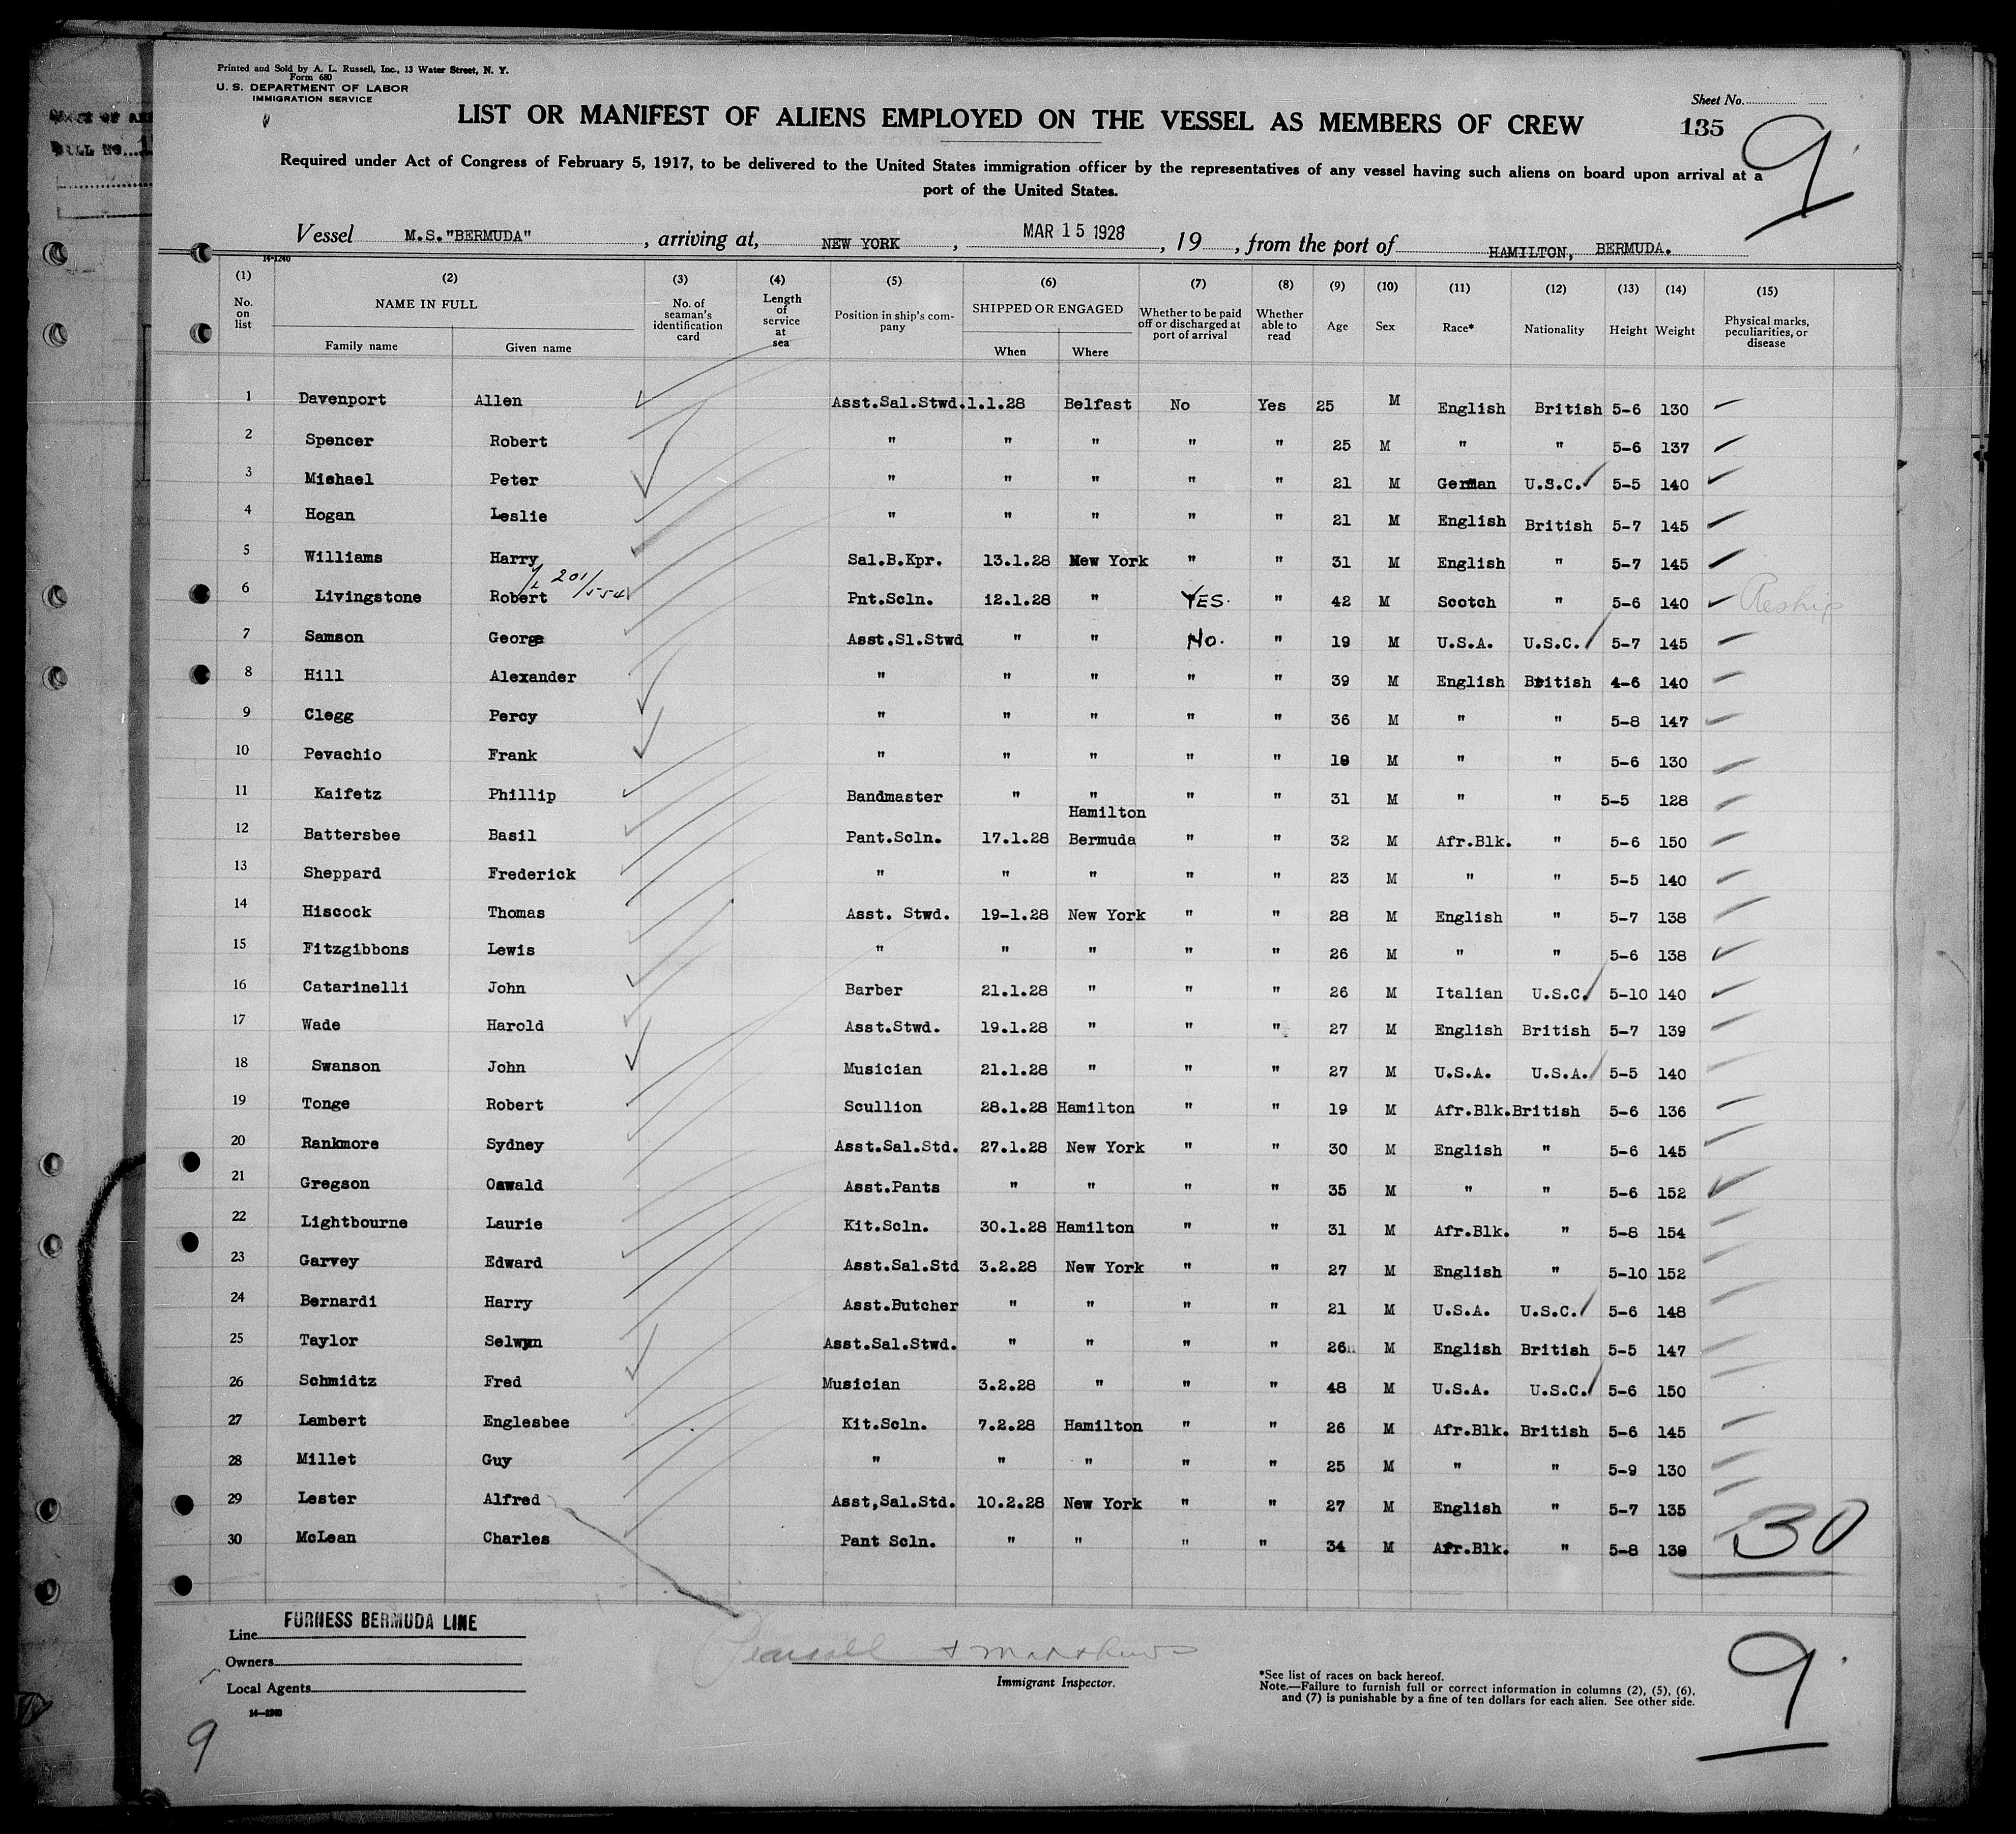 Printed and Sold by A. L. Russell, Inc., 13 Water Street, N. Y.
Form 680
U. S. DEPARTMENT OF LABOR
IMMIGRATION SERVICE
Sheet No.
LIST OR MANIFEST OF ALIENS EMPLOYED ON THE VESSEL AS MEMBERS OF CREW
135
9
Required under Act of Congress of February 5, 1917, to be delivered to the United States immigration officer by the representatives of any vessel having such aliens on board upon arrival at a
port of the United States.
Vessel M.S."BERMUDA" , arriving at, NEW YORK , MAR 15 1928 , 19 , from the port of HAMILTON, BERMUDA.
14-1240
(1) (2) (3) (4) (5) (6) (7) (8) (9) (10) (11) (12) (13) (14) (15)
No. on list NAME IN FULL No. of seaman's identification card Length of service at sea Position in ship's company SHIPPED OR ENGAGED Whether to be paid off or discharged at port of arrival Whether able to read Age Sex Race* Nationality Height Weight Physical marks, peculiarities, or disease
Family name Given name When Where
1 Davenport Allen Asst.Sal.Stwd. 1.1.28 Belfast No Yes 25 M English British 5-6 130
2 Spencer Robert " " " " " 25 M " " 5-6 137
3 Michael Peter " " " " " 21 M German U.S.C. 5-5 140
4 Hogan Leslie " " " " " 21 M English British 5-7 145
5 Williams Harry Sal.B.Kpr. 13.1.28 New York " " 31 M English " 5-7 145
201/554
6 Livingstone Robert Pnt.Scln. 12.1.28 " YES. " 42 M Scotch " 5-6 140 Reship
7 Samson George Asst.Sl.Stwd " " No. " 19 M U.S.A. U.S.C. 5-7 145
8 Hill Alexander " " " " " 39 M English British 4-6 140
9 Clegg Percy " " " " " 36 M " " 5-8 147
10 Pevachio Frank " " " " " 18 M " " 5-6 130
11 Kaifetz Phillip Bandmaster " " " " 31 M " " 5-5 128
Hamilton
12 Battersbee Basil Pant.Scln. 17.1.28 Bermuda " " 32 M Afr.Blk. " 5-6 150
13 Sheppard Frederick " " " " " 23 M " " 5-5 140
14 Hiscock Thomas Asst. Stwd. 19-1.28 New York " " 28 M English " 5-7 138
15 Fitzgibbons Lewis " " " " " 26 M " " 5-6 138
16 Catarinelli John Barber 21.1.28 " " " 26 M Italian U.S.C. 5-10 140
17 Wade Harold Asst.Stwd. 19.1.28 " " " 27 M English British 5-7 139
18 Swanson John Musician 21.1.28 " " " 27 M U.S.A. U.S.A. 5-5 140
19 Tonge Robert Scullion 28.1.28 Hamilton " " 19 M Afr.Blk. British 5-6 136
20 Rankmore Sydney Asst.Sal.Std. 27.1.28 New York " " 30 M English " 5-6 145
21 Gregson Oswald Asst.Pants " " " " 35 M " " 5-6 152
22 Lightbourne Laurie Kit.Scln. 30.1.28 Hamilton " " 31 M Afr.Blk. " 5-8 154
23 Garvey Edward Asst.Sal.Std 3.2.28 New York " " 27 M English " 5-10 152
24 Bernardi Harry Asst.Butcher " " " " 21 M U.S.A. U.S.C. 5-6 148
25 Taylor Selwyn Asst.Sal.Stwd. " " " " 26 M English British 5-5 147
26 Schmidtz Fred Musician 3.2.28 " " " 48 M U.S.A. U.S.C. 5-6 150
27 Lambert Englesbee Kit.Scln. 7.2.28 Hamilton " " 26 M Afr.Blk. British 5-6 145
28 Millet Guy " " " " " 25 M " " 5-9 130
29 Lester Alfred Asst,Sal.Std. 10.2.28 New York " " 27 M English " 5-7 135
30 McLean Charles Pant Scln. " " " " 34 M Afr.Blk. " 5-8 139
30
Line FURNESS BERMUDA LINE
Owners
Local Agents
14-1240
Pearsall + Matthews
Immigrant Inspector.
*See list of races on back hereof.
Note.—Failure to furnish full or correct information in columns (2), (5), (6),
and (7) is punishable by a fine of ten dollars for each alien. See other side.
9
9